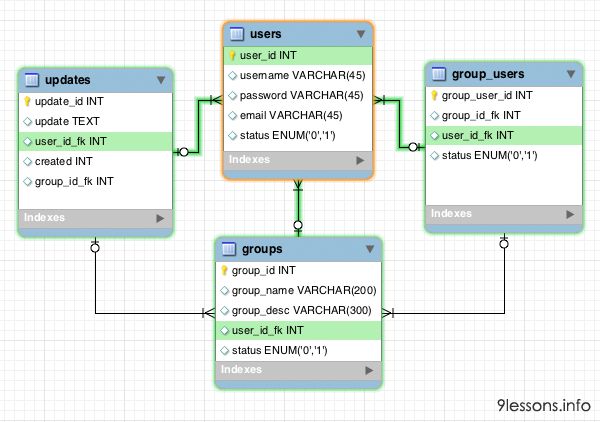 users
user_id INT
username VARCHAR(45)
password VARCHAR(45)
email VARCHAR(45)
status ENUM('0','1')
Indexes
updates
update_id INT
update TEXT
user_id_fk INT
created INT
group_id_fk INT
Indexes
group_users
group_user_id INT
group_id_fk INT
user_id_fk INT
status ENUM('0','1')
Indexes
groups
group_id INT
group_name VARCHAR(200)
group_desc VARCHAR(300)
user_id_fk INT
status ENUM('0','1')
Indexes
9lessons.info